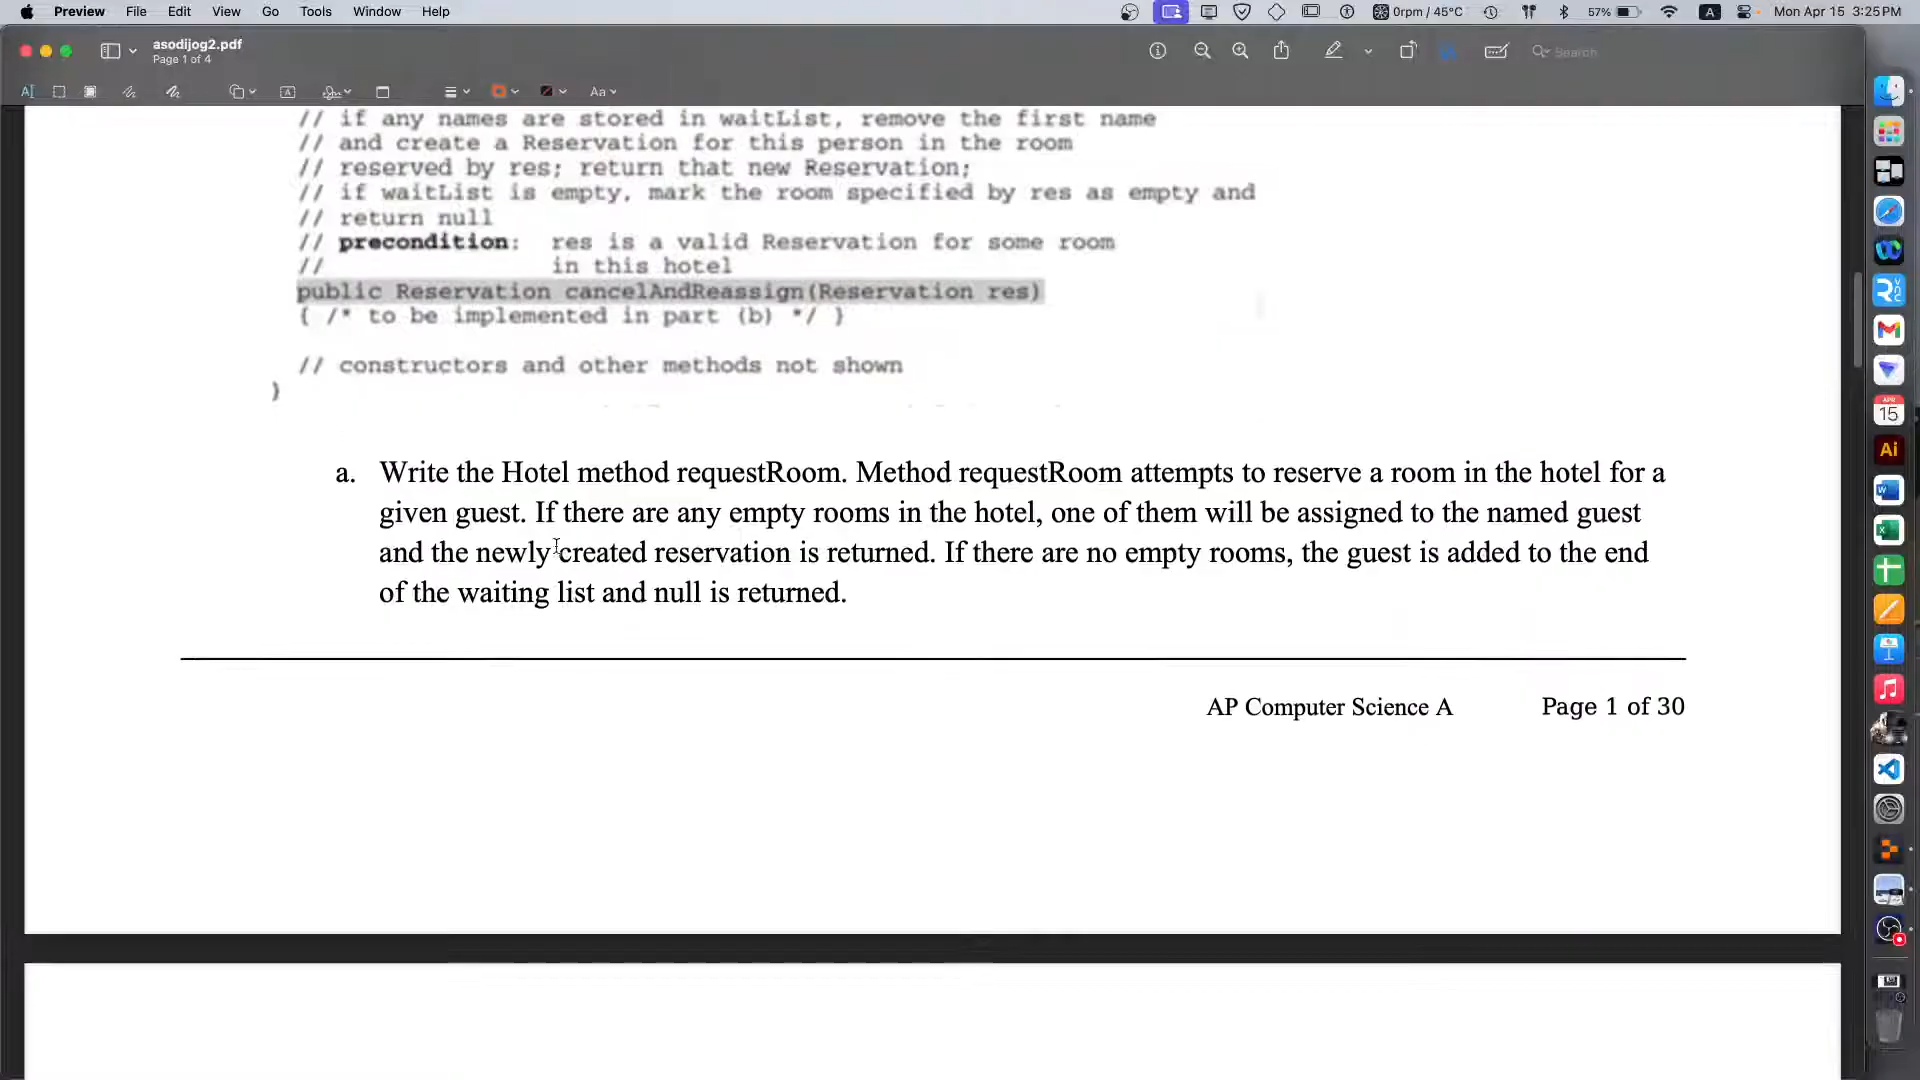 Preview File Edit View Go Tools Window Help 0rpm / 45°C 57% A Mon Apr 15 3:25 PM
asodijog2.pdf
Page 1 of 4
Search
Aa
// if any names are stored in waitList, remove the first name
// and create a Reservation for this person in the room
// reserved by res; return that new Reservation;
// if waitList is empty, mark the room specified by res as empty and
// return null
// precondition: res is a valid Reservation for some room
// in this hotel
public Reservation cancelAndReassign(Reservation res)
{ /* to be implemented in part (b) */ }
// constructors and other methods not shown
}
a. Write the Hotel method requestRoom. Method requestRoom attempts to reserve a room in the hotel for a
given guest. If there are any empty rooms in the hotel, one of them will be assigned to the named guest
and the newly created reservation is returned. If there are no empty rooms, the guest is added to the end
of the waiting list and null is returned.
AP Computer Science A Page 1 of 30
APR
15
Ai